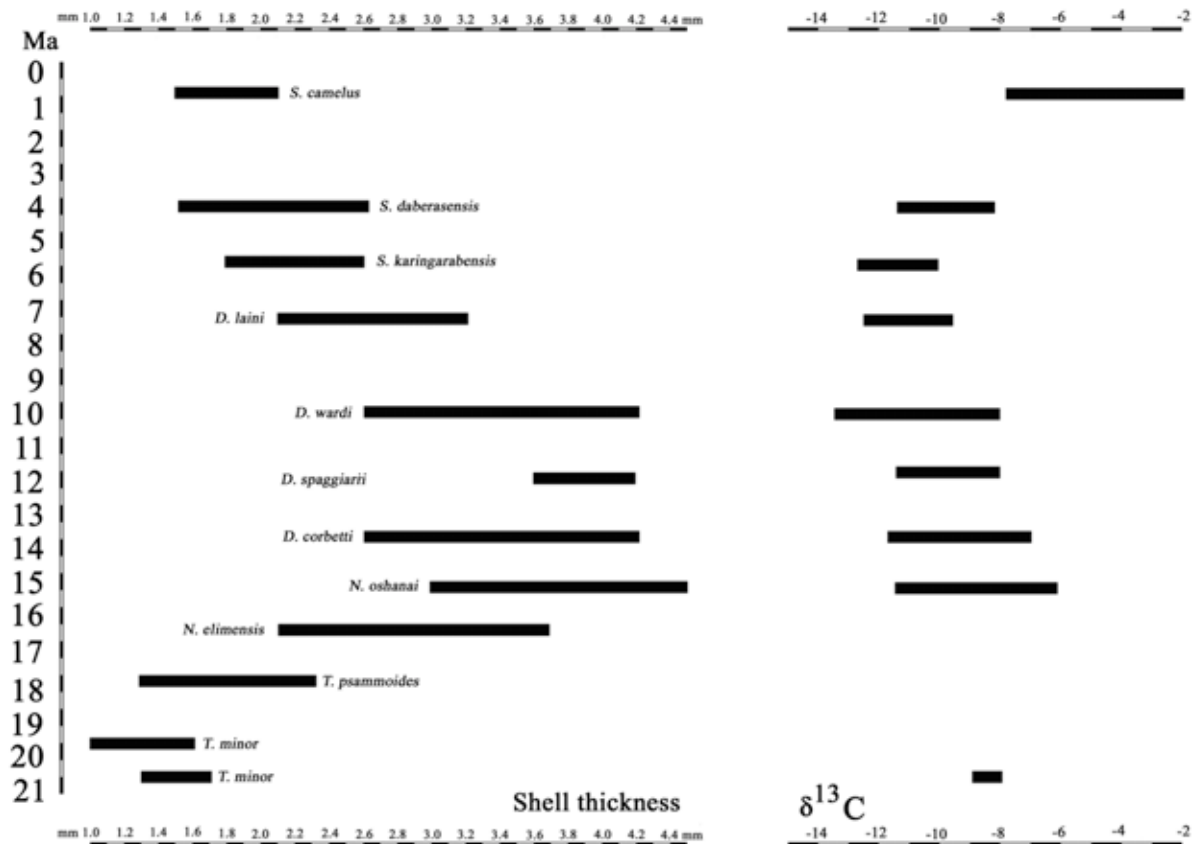 mm 1.0 1.2 1.4 1.6 1.8 2.0 2.2 2.4 2.6 2.8 3.0 3.2 3.4 3.6 3.8 4.0 4.2 4.4 mm -14 -12 -10 -8 -6 -4 -2
Ma
0
S. camelus
1
2
3
4 S. daberasensis
5
S. karingarabensis
6
7 D. laini
8
9
10 D. wardi
11
12 D. spaggiarii
13
D. corbetti
14
15 N. oshanai
16
N. elimensis
17
18 T. psammoides
19
T. minor
20
T. minor
21
Shell thickness δ13C
mm 1.0 1.2 1.4 1.6 1.8 2.0 2.2 2.4 2.6 2.8 3.0 3.2 3.4 3.6 3.8 4.0 4.2 4.4 mm -14 -12 -10 -8 -6 -4 -2